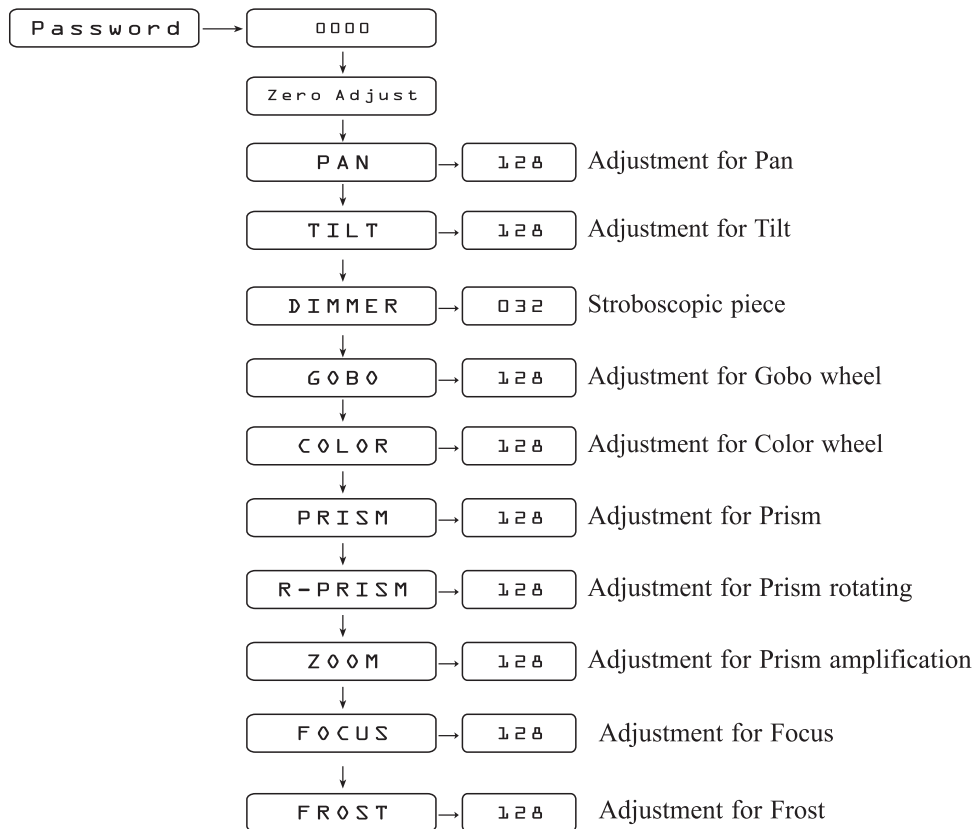 Password 0000
Zero Adjust
PAN 128 Adjustment for Pan
TILT 128 Adjustment for Tilt
DIMMER 032 Stroboscopic piece
GOBO 128 Adjustment for Gobo wheel
COLOR 128 Adjustment for Color wheel
PRISM 128 Adjustment for Prism
R-PRISM 128 Adjustment for Prism rotating
ZOOM 128 Adjustment for Prism amplification
FOCUS 128 Adjustment for Focus
FROST 128 Adjustment for Frost